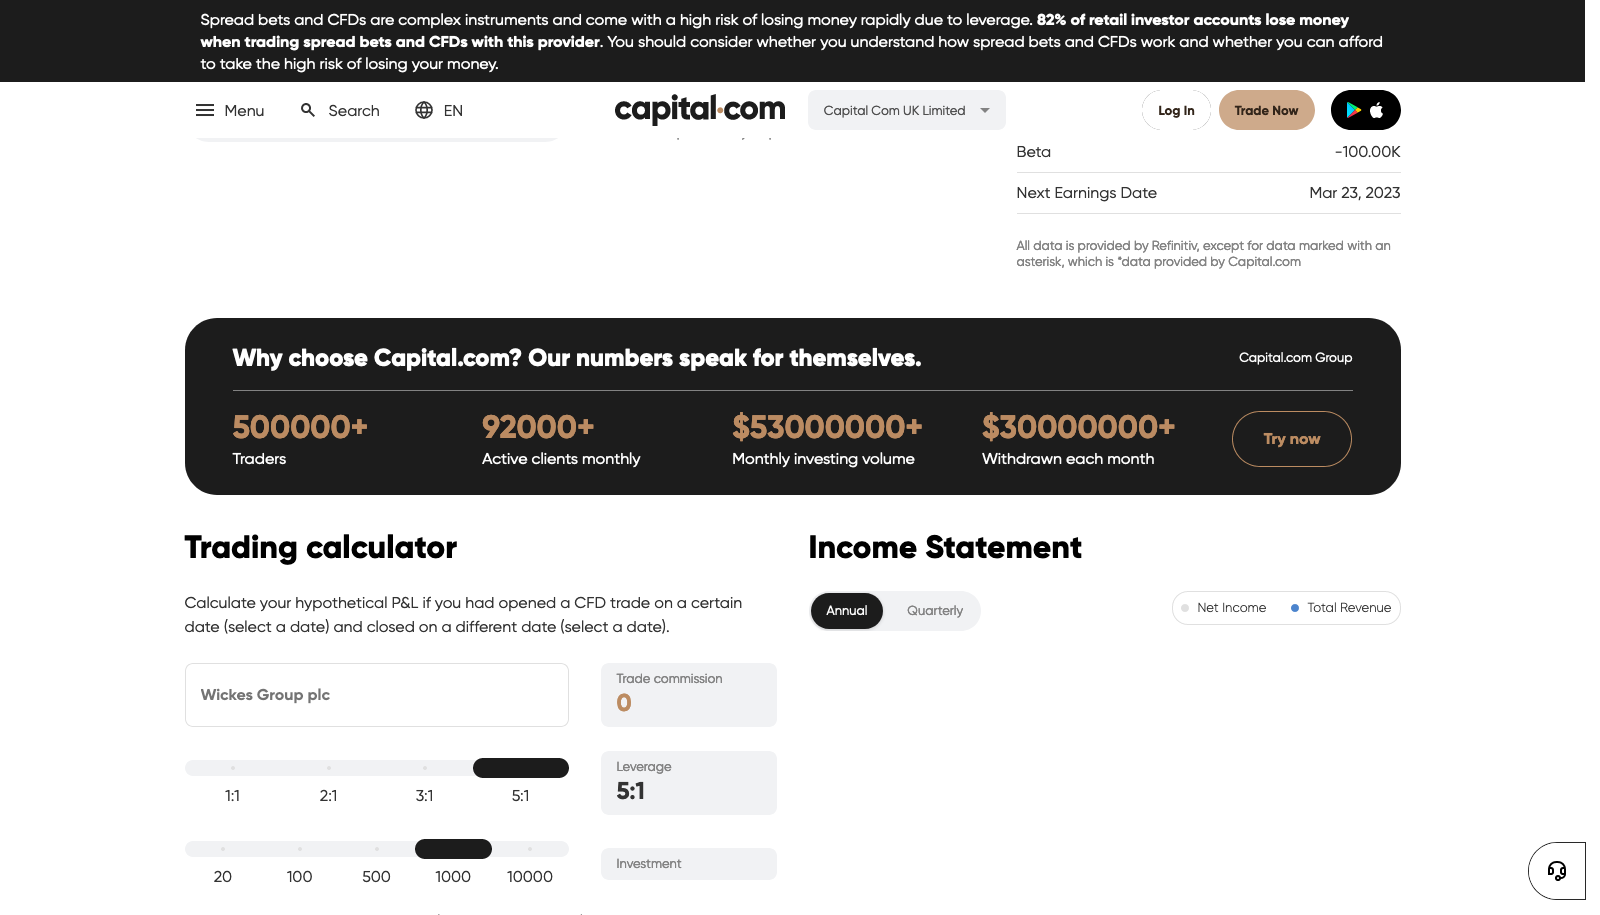 Spread bets and CFDs are complex instruments and come with a high risk of losing money rapidly due to leverage. 82% of retail investor accounts lose money
when trading spread bets and CFDs with this provider. You should consider whether you understand how spread bets and CFDs work and whether you can afford
to take the high risk of losing your money.
Menu
Search
EN
capital.com
Capital Com UK Limited
Log In
Trade Now
Beta -100.00K
Next Earnings Date Mar 23, 2023
All data is provided by Refinitiv, except for data marked with an
asterisk, which is *data provided by Capital.com
Why choose Capital.com? Our numbers speak for themselves.
Capital.com Group
500000+
Traders
92000+
Active clients monthly
$53000000+
Monthly investing volume
$30000000+
Withdrawn each month
Try now
Trading calculator
Calculate your hypothetical P&L if you had opened a CFD trade on a certain
date (select a date) and closed on a different date (select a date).
Wickes Group plc
Trade commission
0
1:1 2:1 3:1 5:1
Leverage
5:1
20 100 500 1000 10000
Investment
Income Statement
Annual
Quarterly
Net Income
Total Revenue